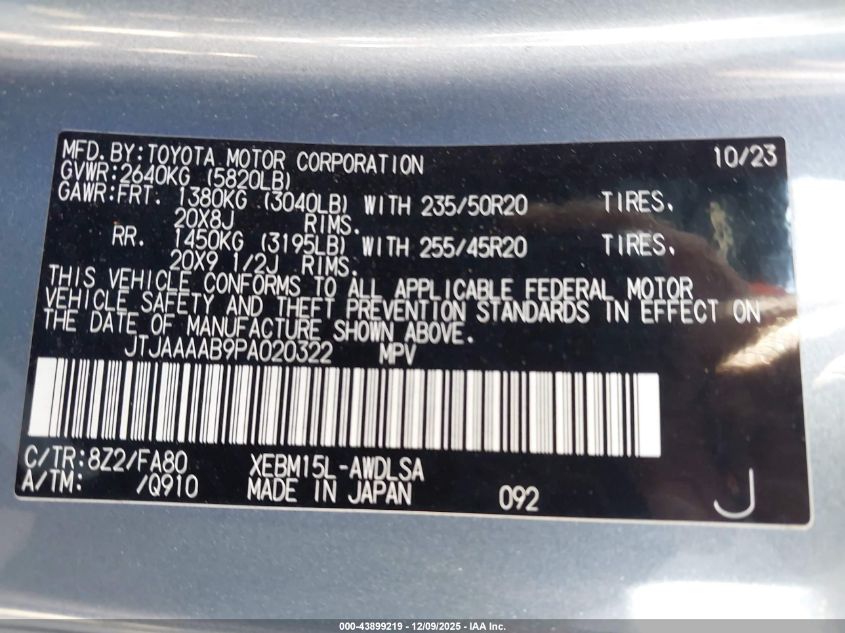 MFD.BY:TOYOTA MOTOR CORPORATION 10/23
GVWR:2640KG (5820LB)
GAWR:FRT. 1380KG (3040LB) WITH 235/50R20 TIRES.
20X8J RIMS.
RR. 1450KG (3195LB) WITH 255/45R20 TIRES.
20X9 1/2J RIMS.
THIS VEHICLE CONFORMS TO ALL APPLICABLE FEDERAL MOTOR
VEHICLE SAFETY AND THEFT PREVENTION STANDARDS IN EFFECT ON
THE DATE OF MANUFACTURE SHOWN ABOVE.
JTJAAAAB9PA020322 MPV
C/TR:8Z2/FA80 XEBM15L-AWDLSA
A/TM: /Q910 MADE IN JAPAN 092 J
000-43899219 - 12/09/2025 - IAA Inc.